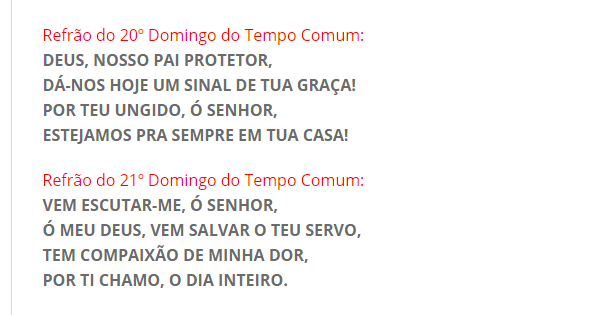 Refrão do 20º Domingo do Tempo Comum:
DEUS, NOSSO PAI PROTETOR,
DÁ-NOS HOJE UM SINAL DE TUA GRAÇA!
POR TEU UNGIDO, Ó SENHOR,
ESTEJAMOS PRA SEMPRE EM TUA CASA!
Refrão do 21º Domingo do Tempo Comum:
VEM ESCUTAR-ME, Ó SENHOR,
Ó MEU DEUS, VEM SALVAR O TEU SERVO,
TEM COMPAIXÃO DE MINHA DOR,
POR TI CHAMO, O DIA INTEIRO.